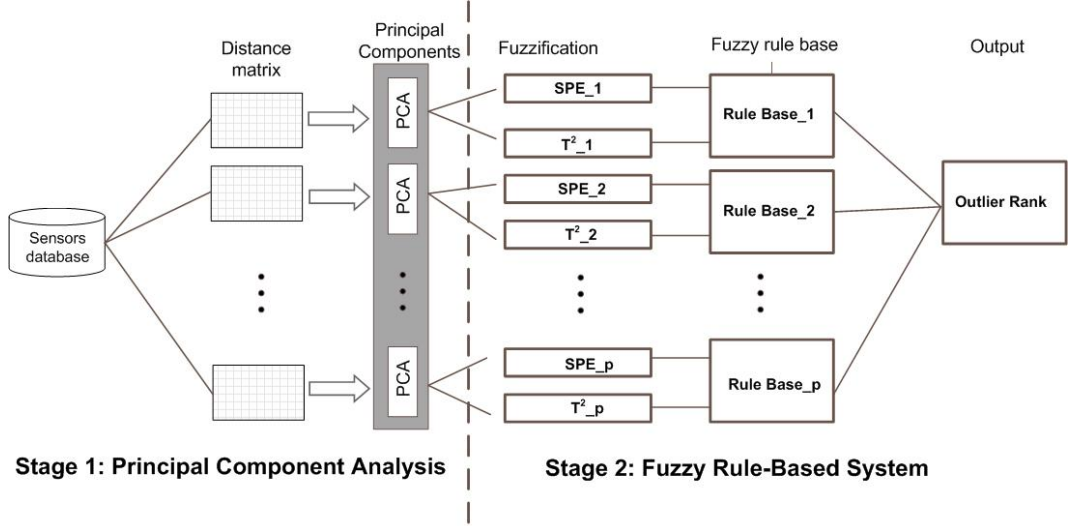 Principal
Components
Distance
matrix
Fuzzification
Fuzzy rule base
Output
PCA
SPE_1
T²_1
Rule Base_1
PCA
SPE_2
T²_2
Rule Base_2
Outlier Rank
Sensors
database
PCA
SPE_p
T²_p
Rule Base_p
Stage 1: Principal Component Analysis
Stage 2: Fuzzy Rule-Based System